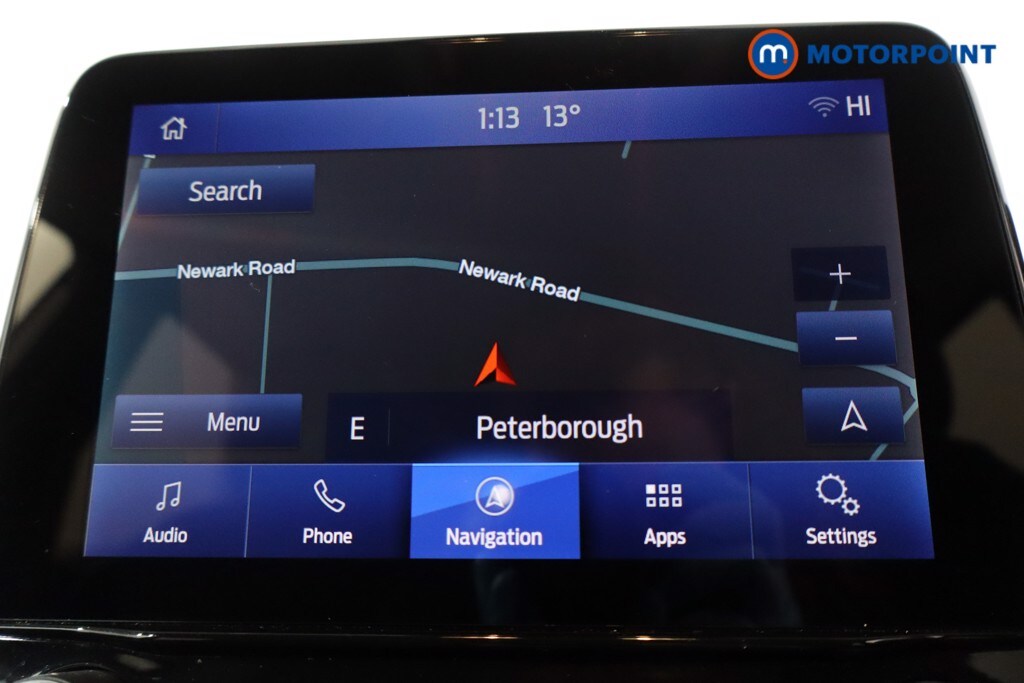 MOTORPOINT
1:13 13°
HI
Search
Newark Road
Newark Road
+
−
Menu
E
Peterborough
Audio
Phone
Navigation
Apps
Settings